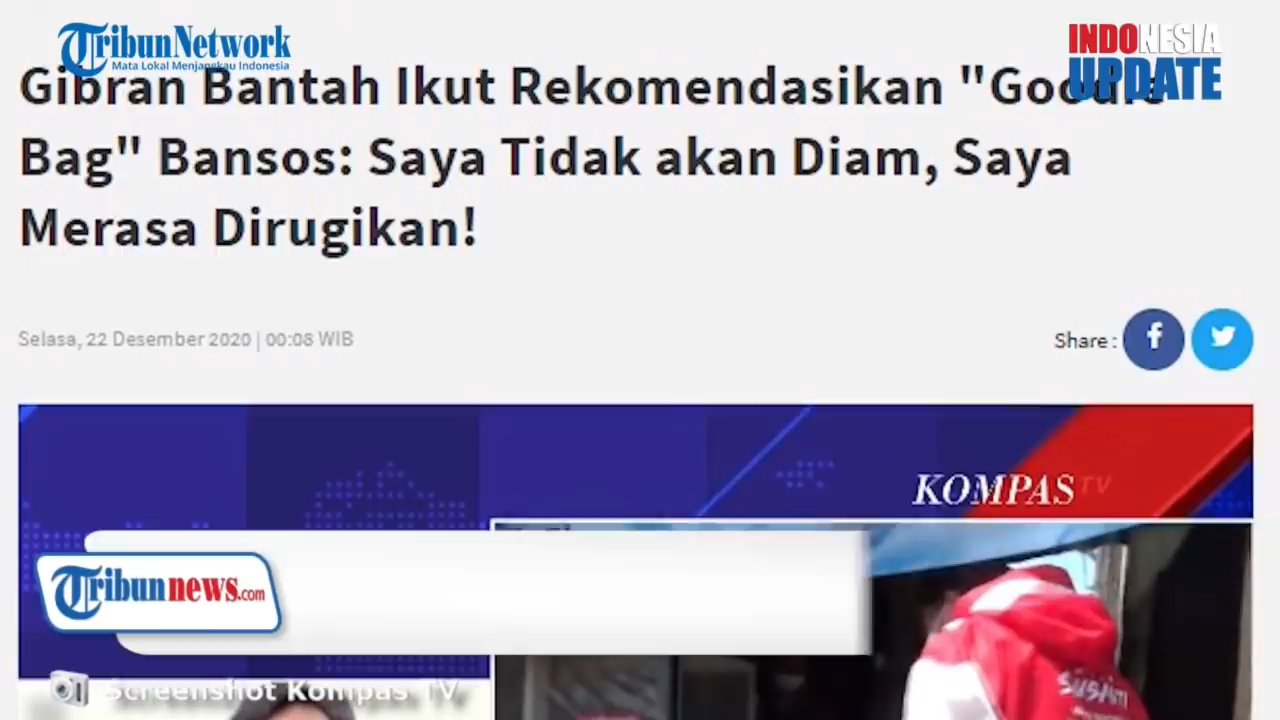 TribunNetwork
Mata Lokal Menjangkau Indonesia
INDONESIA
UPDATE
Gibran Bantah Ikut Rekomendasikan "Goodie
Bag" Bansos: Saya Tidak akan Diam, Saya
Merasa Dirugikan!
Selasa, 22 Desember 2020 | 00:08 WIB
Share :
KOMPAS TV
Tribunnews.com
Screenshot Kompas TV